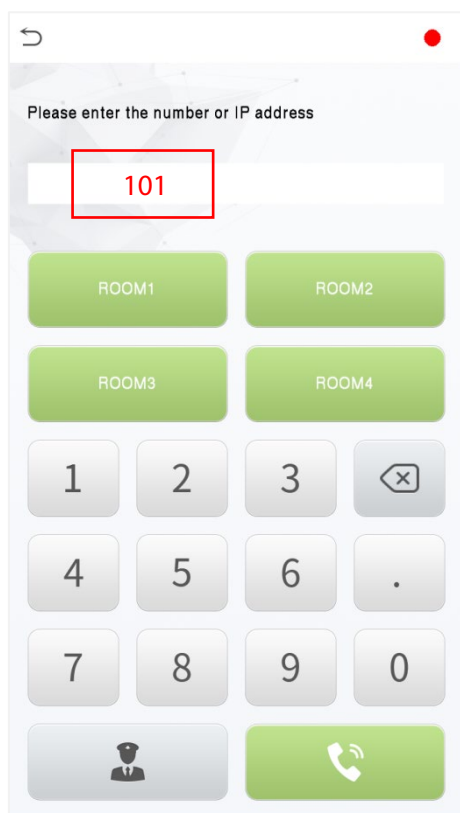 Please enter the number or IP address
101
ROOM1 ROOM2
ROOM3 ROOM4
1 2 3
4 5 6 .
7 8 9 0